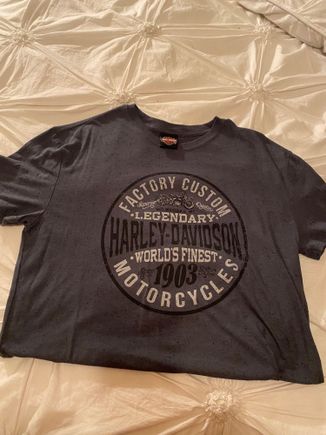 FACTORY CUSTOM
LEGENDARY
HARLEY-DAVIDSON
WORLD'S FINEST
1903
MOTORCYCLES